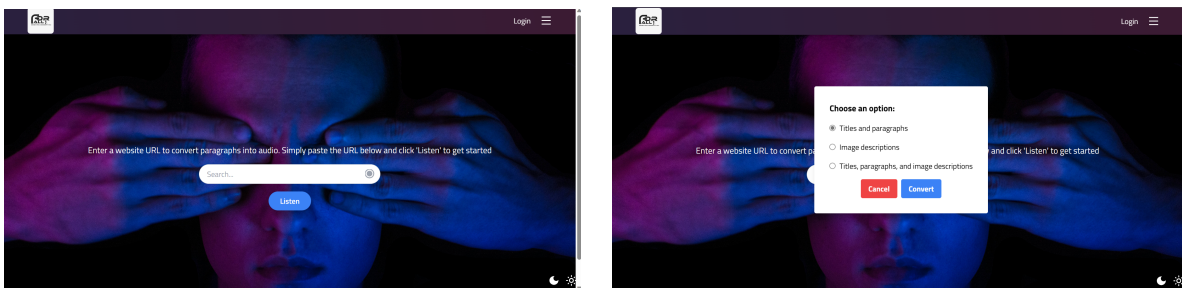 Login
Enter a website URL to convert paragraphs into audio. Simply paste the URL below and click 'Listen' to get started
Search...
Listen
Login
Choose an option:
Titles and paragraphs
Image descriptions
Titles, paragraphs, and image descriptions
Cancel
Convert
Enter a website URL to convert pa
and click 'Listen' to get started